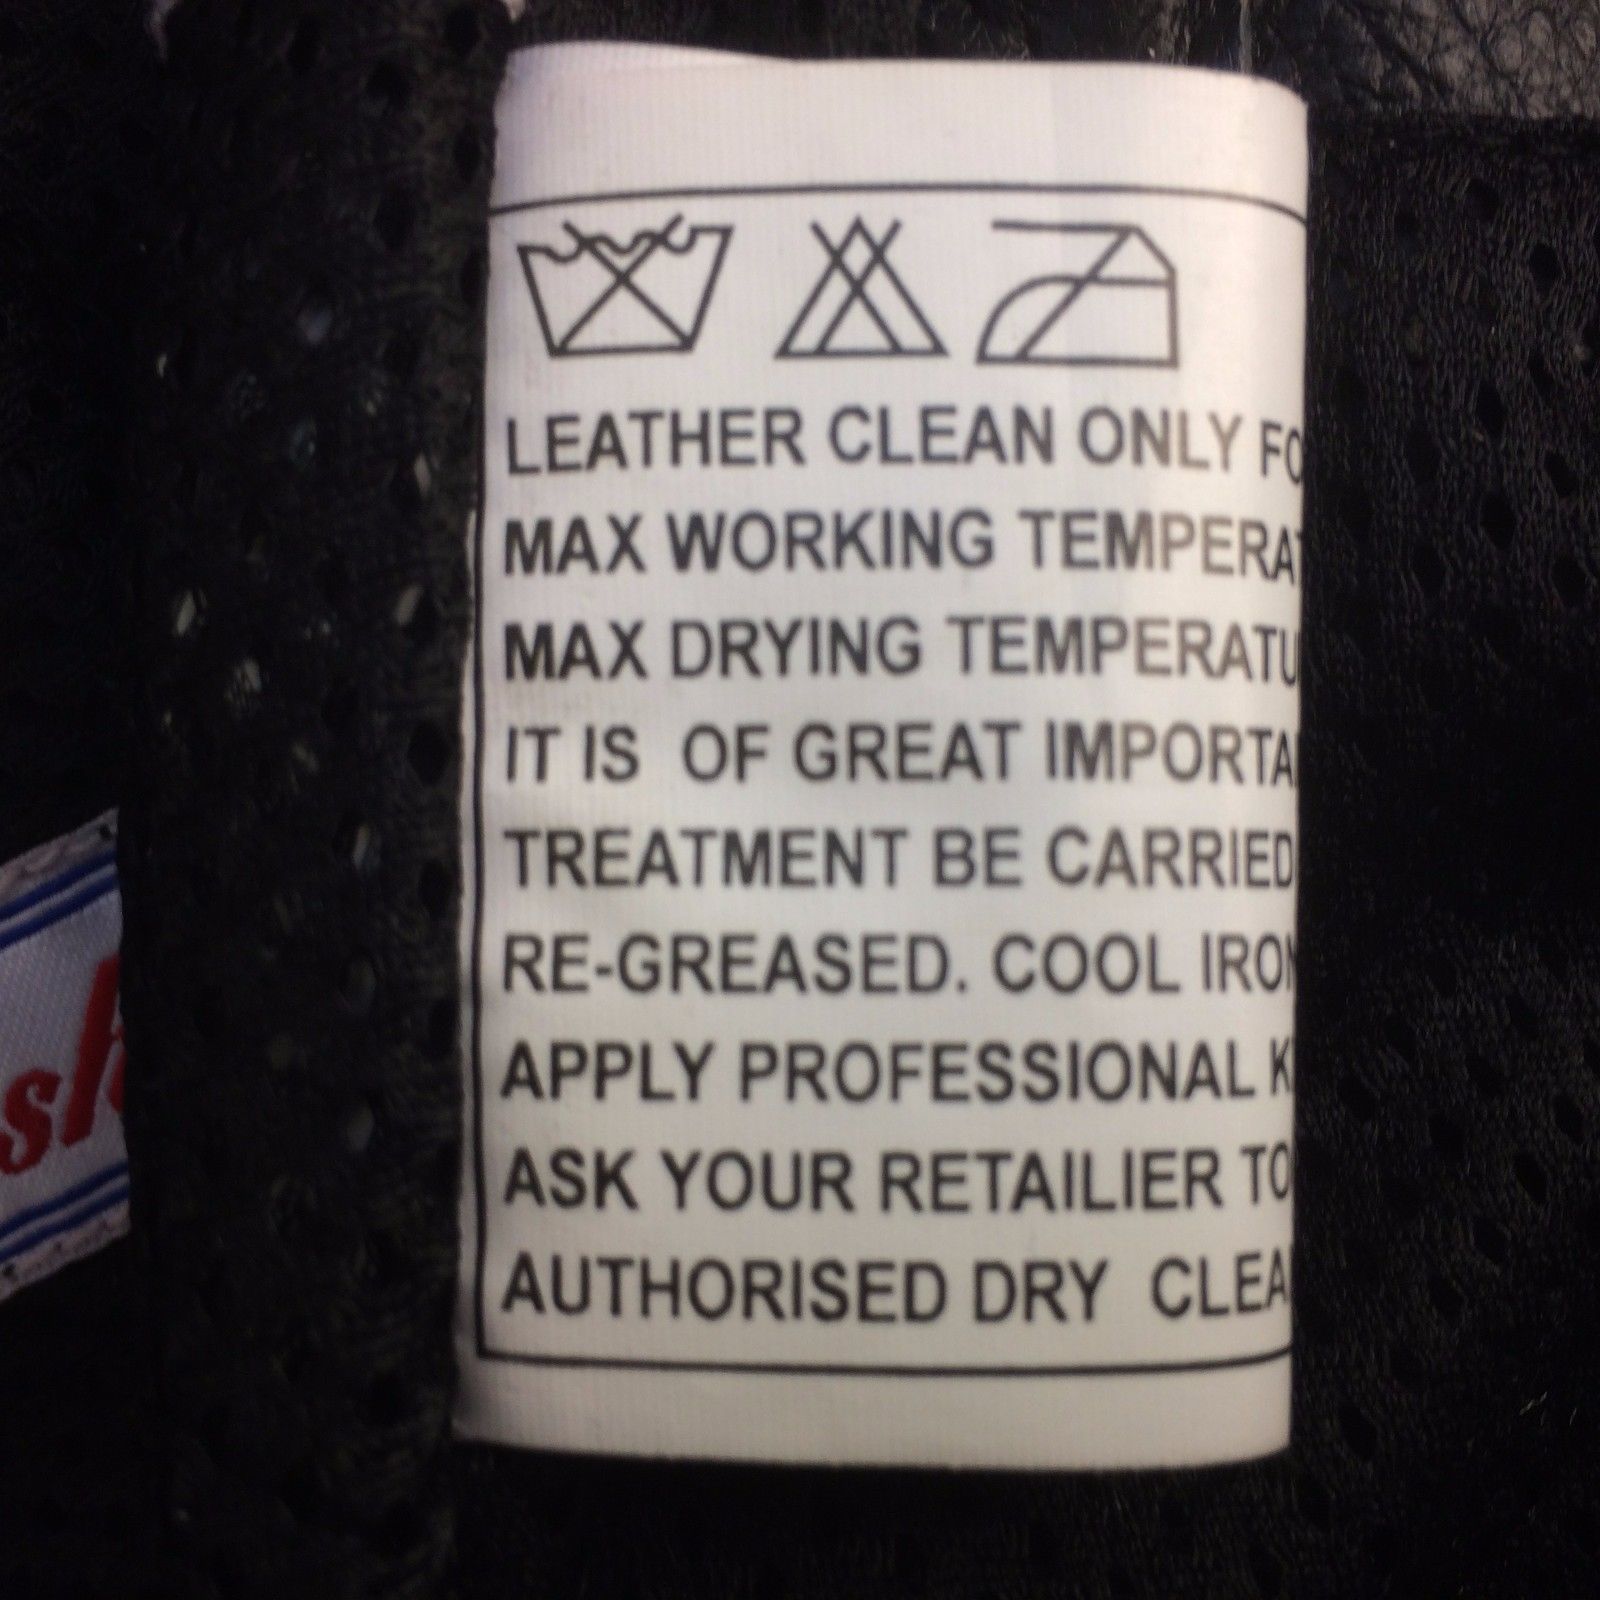 LEATHER CLEAN ONLY FO
MAX WORKING TEMPERAT
MAX DRYING TEMPERATU
IT IS OF GREAT IMPORTA
TREATMENT BE CARRIED
RE-GREASED. COOL IRON
APPLY PROFESSIONAL K
ASK YOUR RETAILIER TO
AUTHORISED DRY CLEA